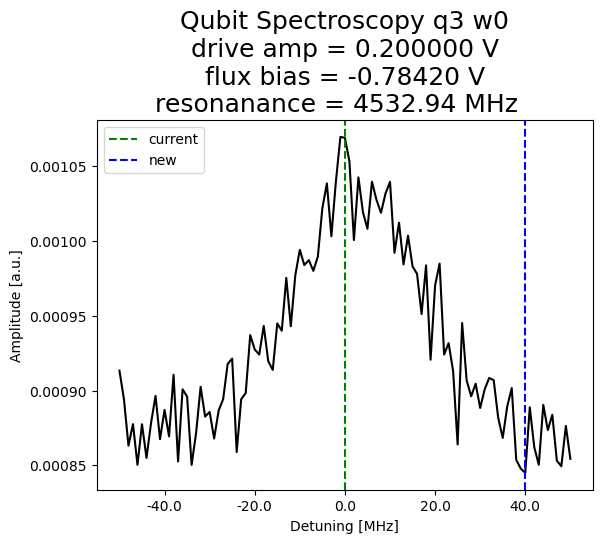 Qubit Spectroscopy q3 w0
drive amp = 0.200000 V
flux bias = -0.78420 V
resonanance = 4532.94 MHz
current
new
0.00105
0.00100
0.00095
0.00090
0.00085
Amplitude [a.u.]
-40.0 -20.0 0.0 20.0 40.0
Detuning [MHz]